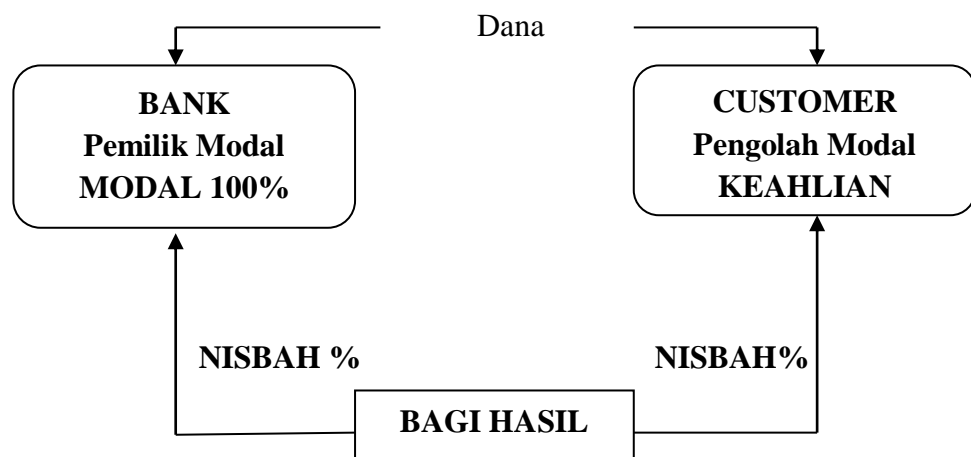 Dana
BANK
Pemilik Modal
MODAL 100%
CUSTOMER
Pengolah Modal
KEAHLIAN
NISBAH %
NISBAH%
BAGI HASIL